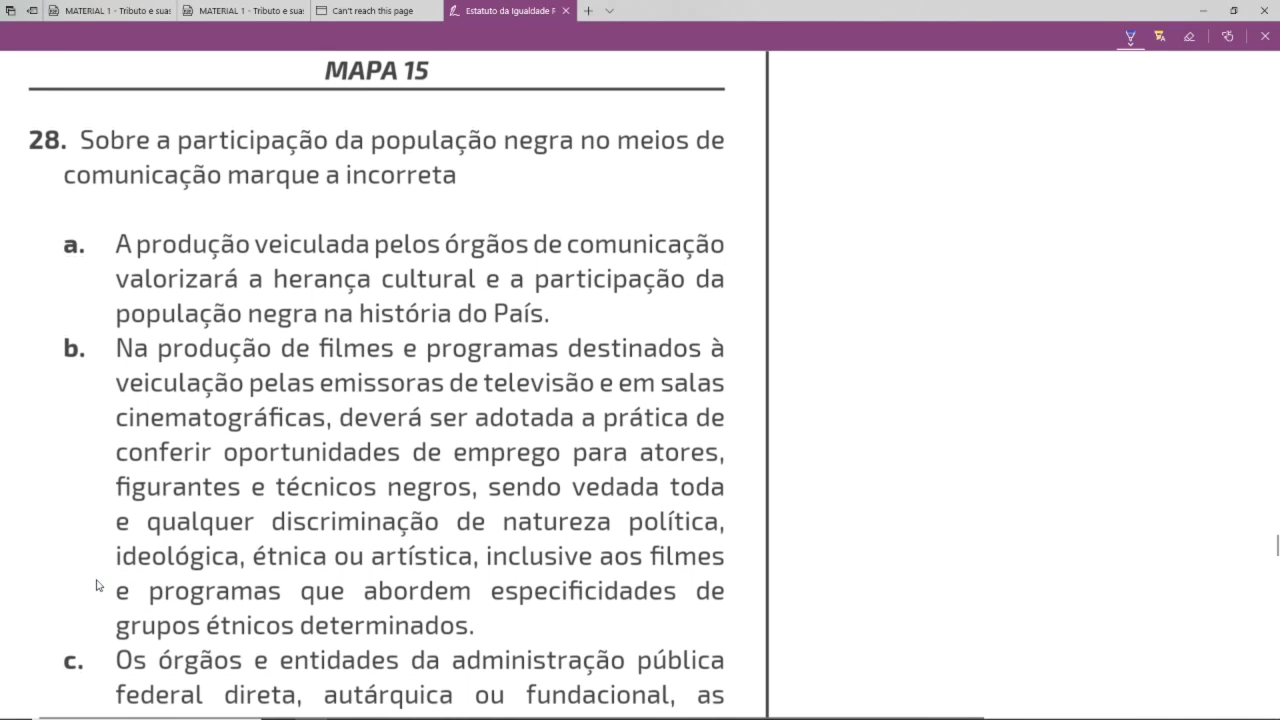 MATERIAL 1 - Tributo e suas
MATERIAL 1 - Tributo e suas
Can't reach this page
Estatuto da Igualdade F
MAPA 15
28. Sobre a participação da população negra no meios de
comunicação marque a incorreta
a. A produção veiculada pelos órgãos de comunicação
valorizará a herança cultural e a participação da
população negra na história do País.
b. Na produção de filmes e programas destinados à
veiculação pelas emissoras de televisão e em salas
cinematográficas, deverá ser adotada a prática de
conferir oportunidades de emprego para atores,
figurantes e técnicos negros, sendo vedada toda
e qualquer discriminação de natureza política,
ideológica, étnica ou artística, inclusive aos filmes
e programas que abordem especificidades de
grupos étnicos determinados.
c. Os órgãos e entidades da administração pública
federal direta, autárquica ou fundacional, as